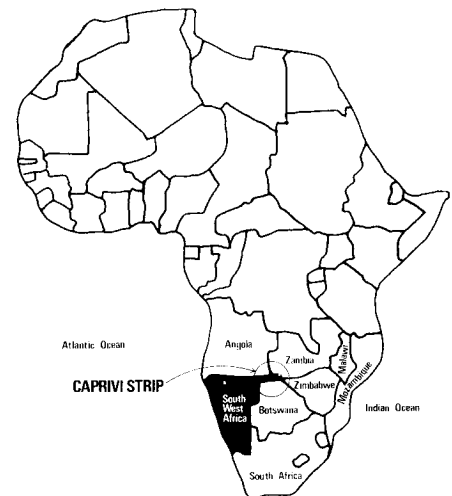 Atlantic Ocean
Angola
Zambia
Malawi
Mozambique
CAPRIVI STRIP
Zimbabwe
South
West
Africa
Botswana
Indian Ocean
South Africa